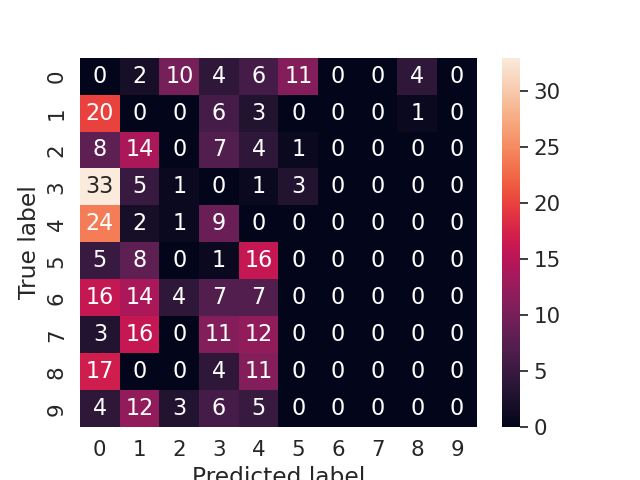 0 0 2 10 4 6 11 0 0 4 0
1 20 0 0 6 3 0 0 0 1 0
2 8 14 0 7 4 1 0 0 0 0
3 33 5 1 0 1 3 0 0 0 0
4 24 2 1 9 0 0 0 0 0 0
5 5 8 0 1 16 0 0 0 0 0
6 16 14 4 7 7 0 0 0 0 0
7 3 16 0 11 12 0 0 0 0 0
8 17 0 0 4 11 0 0 0 0 0
9 4 12 3 6 5 0 0 0 0 0
0 1 2 3 4 5 6 7 8 9
True label
Predicted label
30
25
20
15
10
5
0